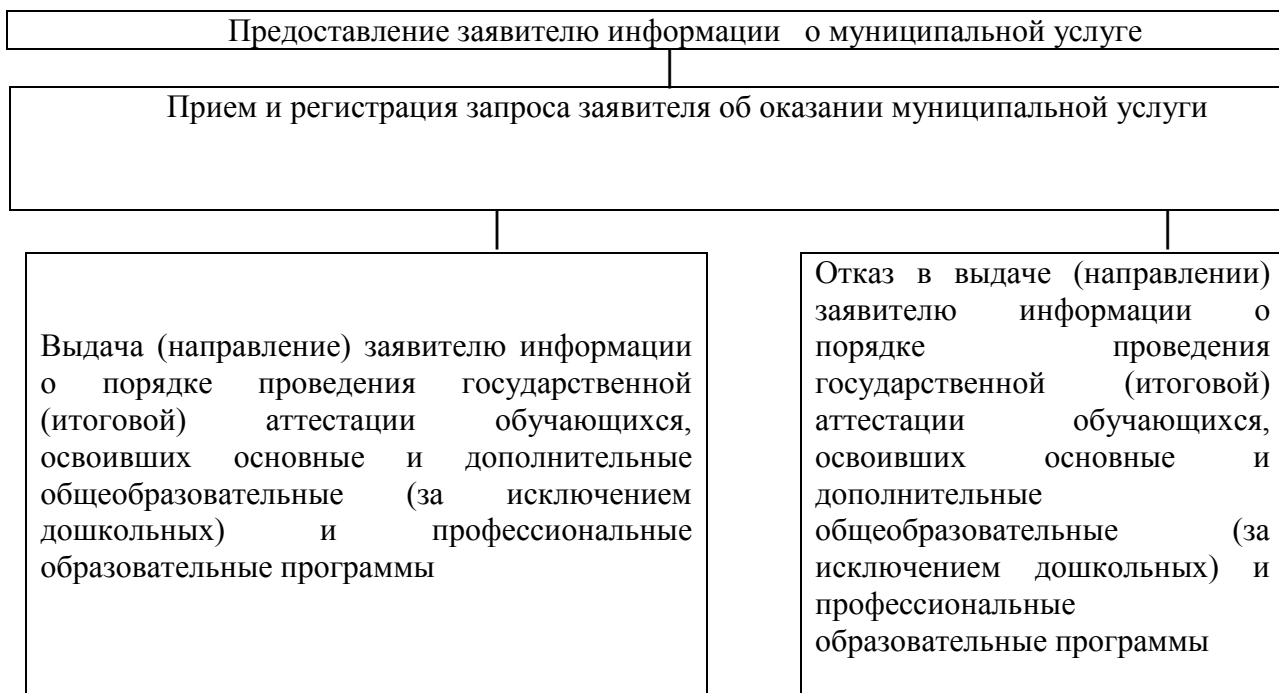 Предоставление заявителю информации о муниципальной услуге
Прием и регистрация запроса заявителя об оказании муниципальной услуги
Выдача (направление) заявителю информации
о порядке проведения государственной
(итоговой) аттестации обучающихся,
освоивших основные и дополнительные
общеобразовательные (за исключением
дошкольных) и профессиональные
образовательные программы
Отказ в выдаче (направлении)
заявителю информации о
порядке проведения
государственной (итоговой)
аттестации обучающихся,
освоивших основные и
дополнительные
общеобразовательные (за
исключением дошкольных) и
профессиональные
образовательные программы